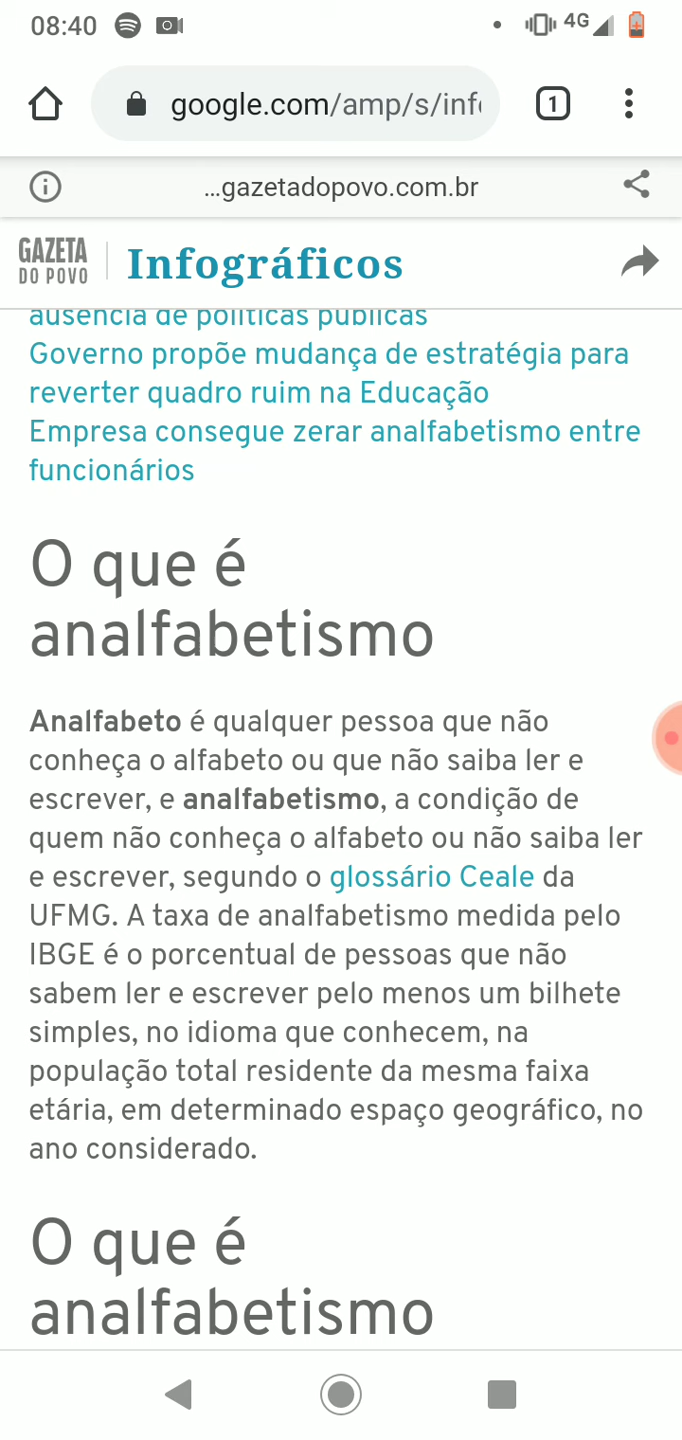 08:40
4G
google.com/amp/s/inf
1
...gazetadopovo.com.br
GAZETA
DO POVO
Infográficos
ausência de políticas públicas
Governo propõe mudança de estratégia para
reverter quadro ruim na Educação
Empresa consegue zerar analfabetismo entre
funcionários
O que é
analfabetismo
Analfabeto é qualquer pessoa que não
conheça o alfabeto ou que não saiba ler e
escrever, e analfabetismo, a condição de
quem não conheça o alfabeto ou não saiba ler
e escrever, segundo o glossário Ceale da
UFMG. A taxa de analfabetismo medida pelo
IBGE é o porcentual de pessoas que não
sabem ler e escrever pelo menos um bilhete
simples, no idioma que conhecem, na
população total residente da mesma faixa
etária, em determinado espaço geográfico, no
ano considerado.
O que é
analfabetismo